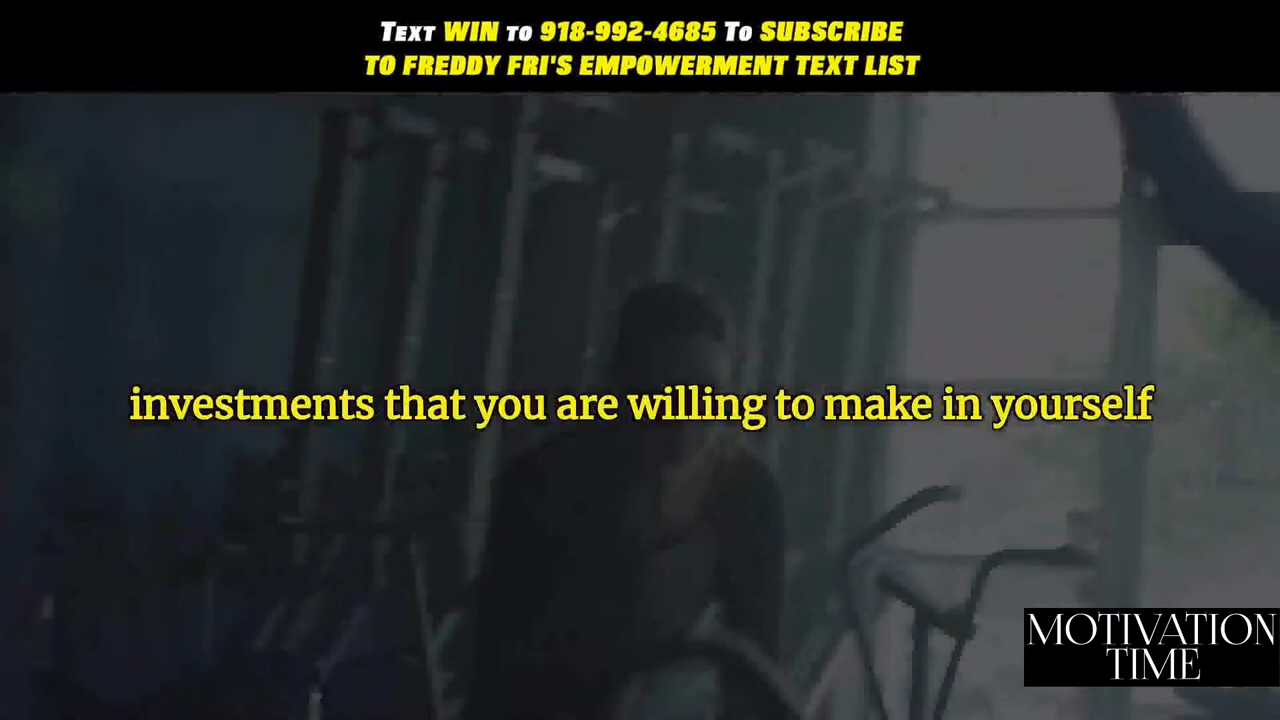 Text WIN to 918-992-4685 To SUBSCRIBE
TO FREDDY FRI'S EMPOWERMENT TEXT LIST
investments that you are willing to make in yourself
MOTIVATION
TIME